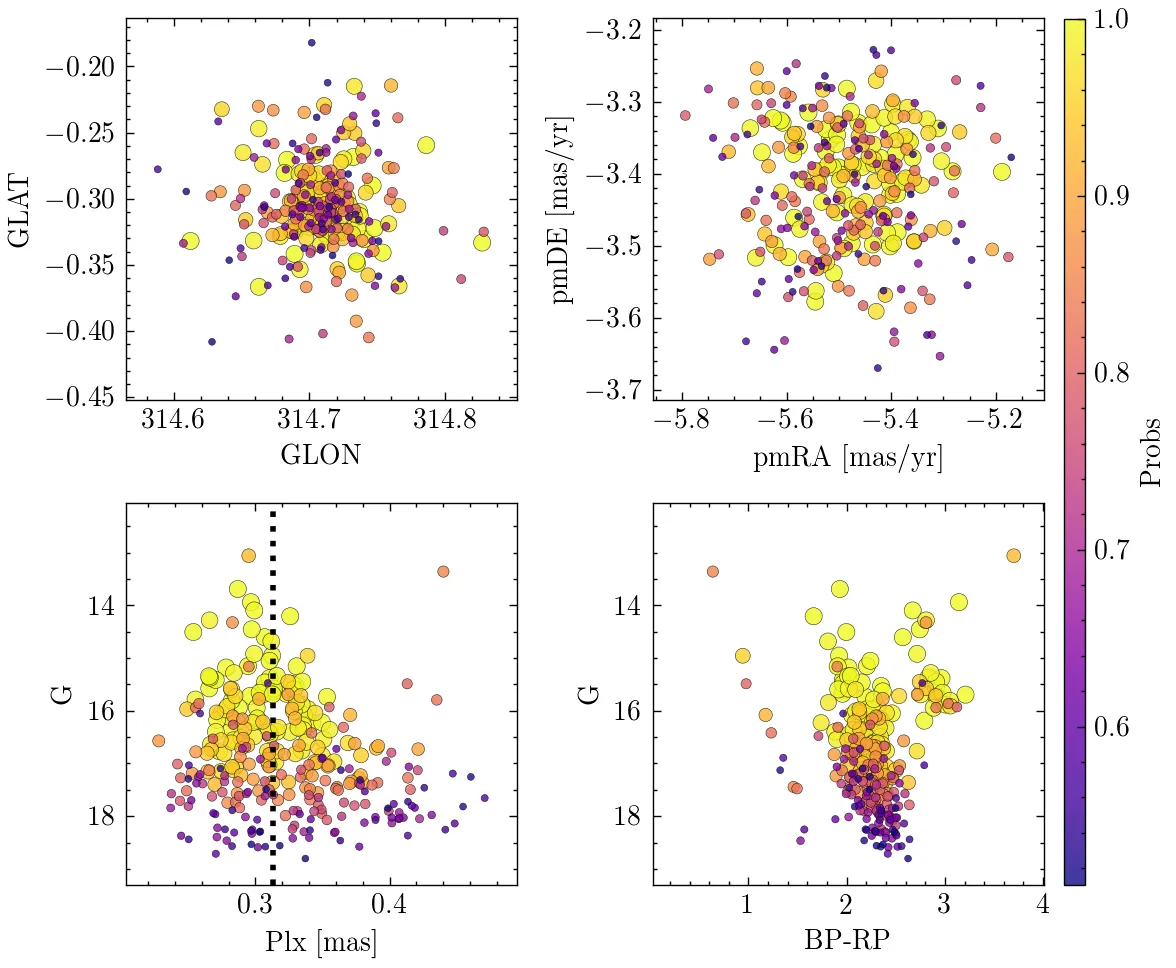 −0.20
−0.25
−0.30
−0.35
−0.40
−0.45
GLAT
314.6 314.7 314.8
GLON
−3.2
−3.3
−3.4
−3.5
−3.6
−3.7
pmDE [mas/yr]
−5.8 −5.6 −5.4 −5.2
pmRA [mas/yr]
14
16
18
G
0.3 0.4
Plx [mas]
14
16
18
G
1 2 3 4
BP-RP
1.0
0.9
0.8
0.7
0.6
Probs